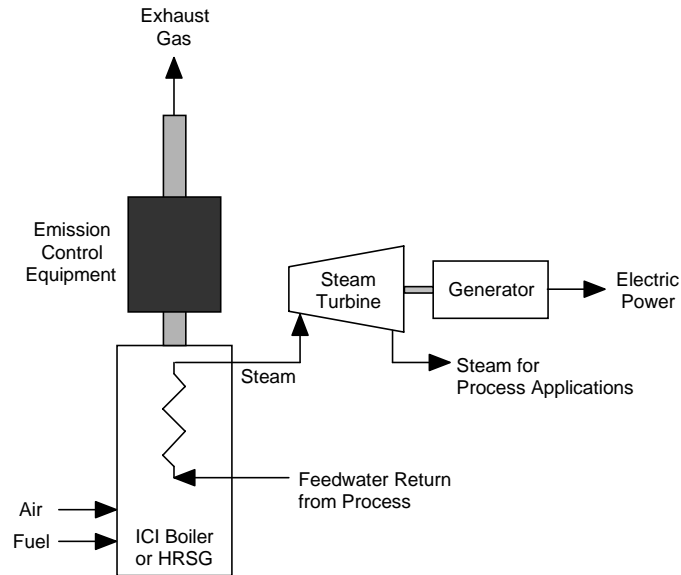 Exhaust
Gas
Emission
Control
Equipment
Steam
Turbine
Generator
Electric
Power
Steam
Steam for
Process Applications
Feedwater Return
from Process
Air
Fuel
ICI Boiler
or HRSG